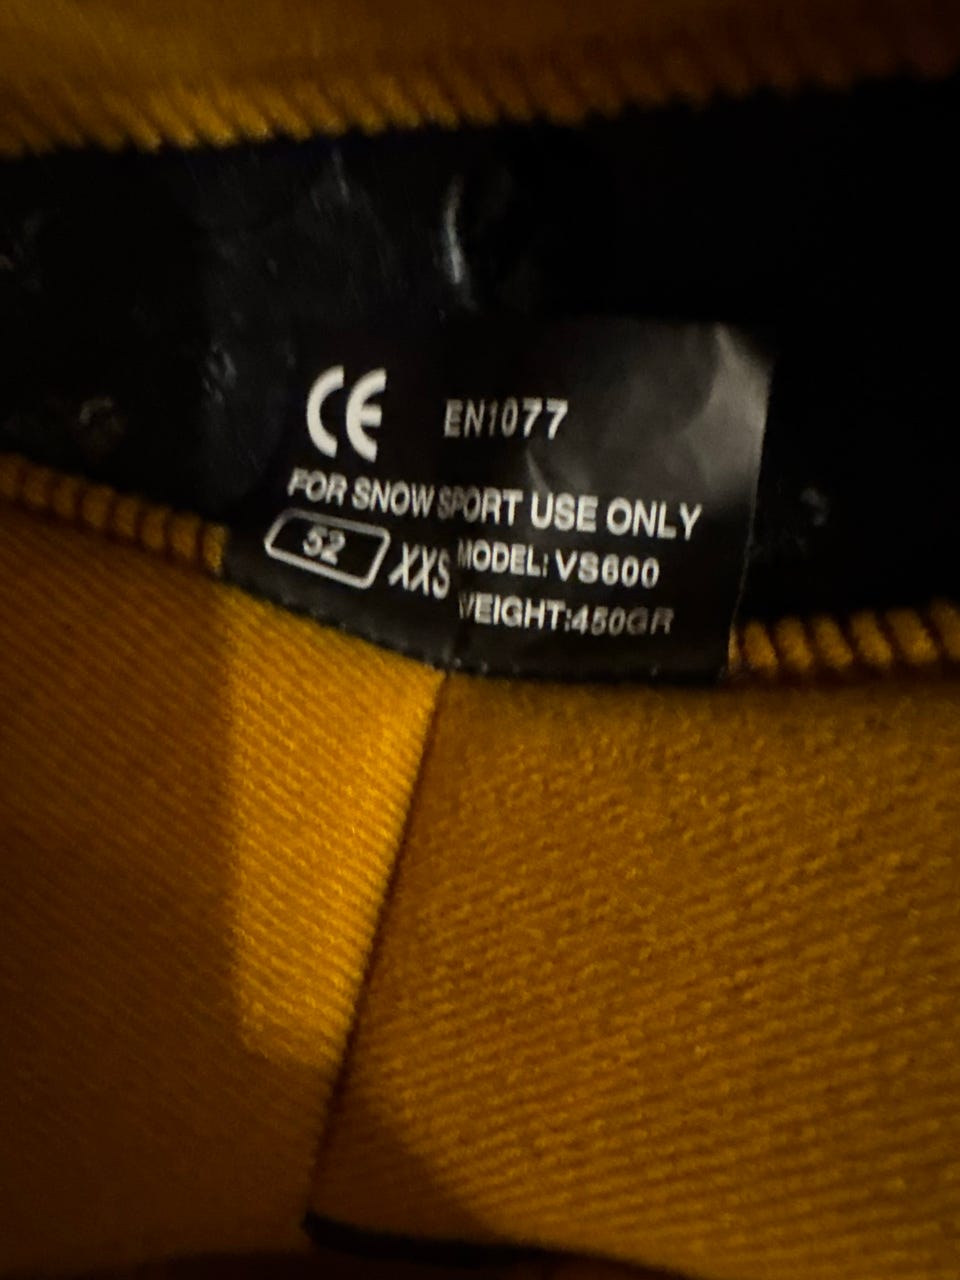 CE EN1077
FOR SNOW SPORT USE ONLY
52 XXS MODEL: VS600
WEIGHT:450GR